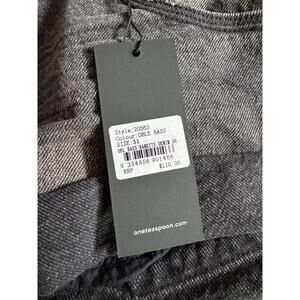 Style:20563
Colour:DBLE BASS
SIZE:31
DBL BASS BANDITS DENIM SH
9 334856 901466
RRP $110.00
oneteaspoon.com